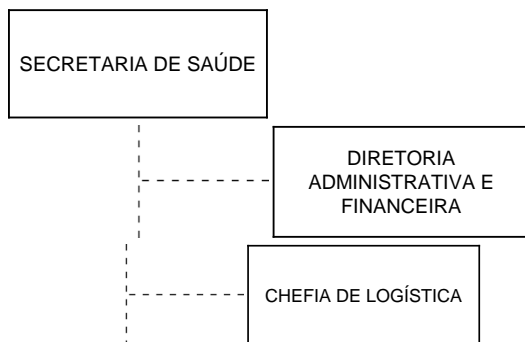 SECRETARIA DE SAÚDE
DIRETORIA
ADMINISTRATIVA E
FINANCEIRA
CHEFIA DE LOGÍSTICA